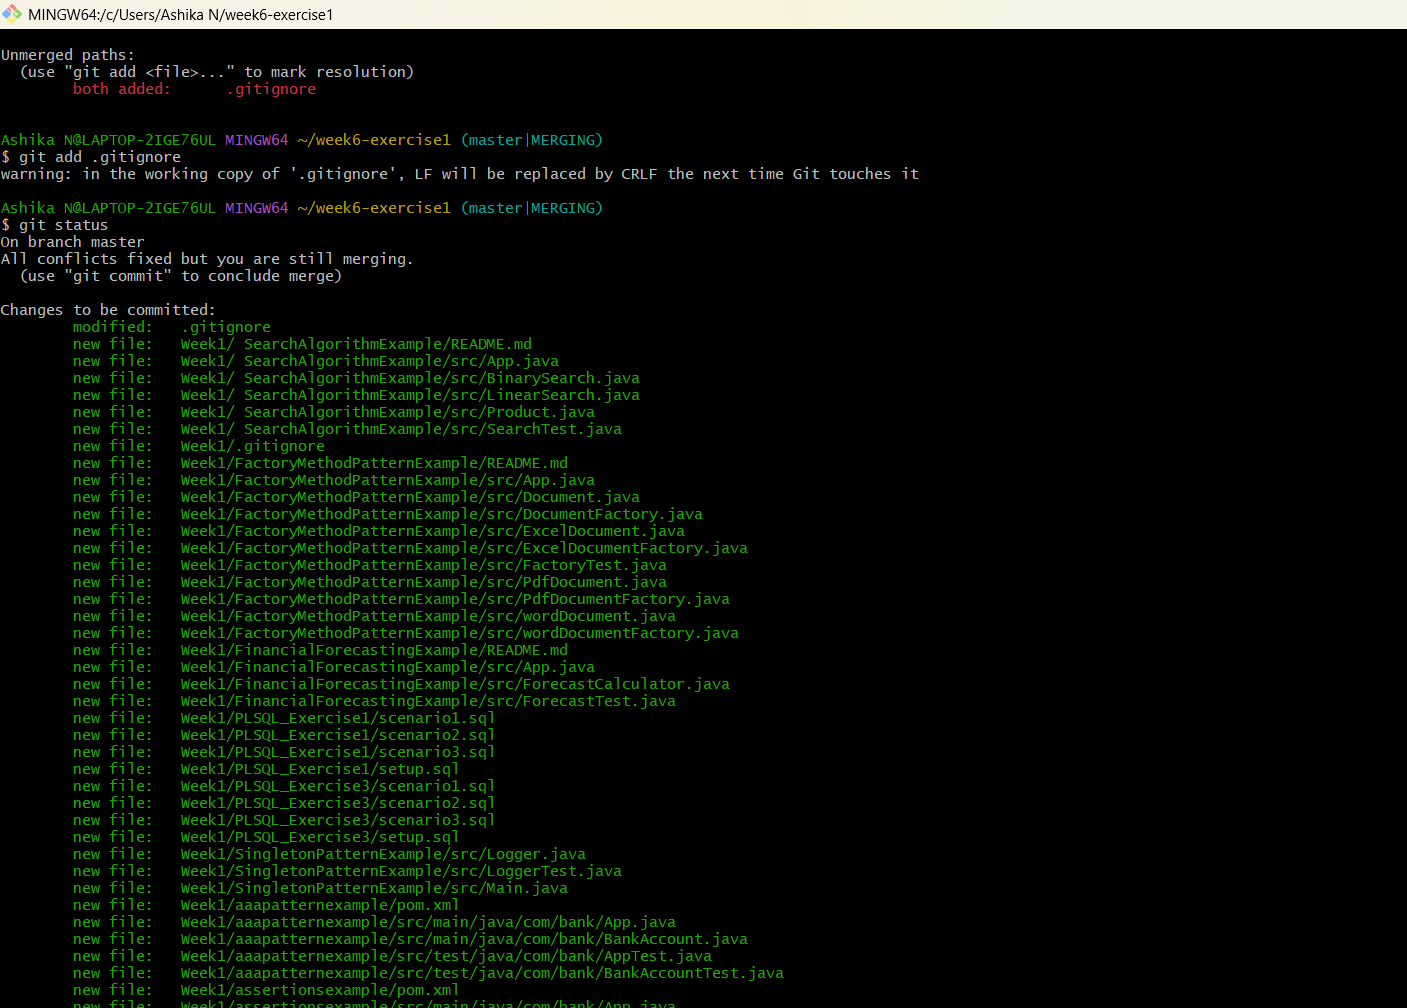 MINGW64:/c/Users/Ashika N/week6-exercise1
Unmerged paths:
  (use "git add <file>..." to mark resolution)
        both added:      .gitignore
Ashika N@LAPTOP-2IGE76UL MINGW64 ~/week6-exercise1 (master|MERGING)
$ git add .gitignore
warning: in the working copy of '.gitignore', LF will be replaced by CRLF the next time Git touches it
Ashika N@LAPTOP-2IGE76UL MINGW64 ~/week6-exercise1 (master|MERGING)
$ git status
On branch master
All conflicts fixed but you are still merging.
  (use "git commit" to conclude merge)
Changes to be committed:
        modified:   .gitignore
        new file:   Week1/ SearchAlgorithmExample/README.md
        new file:   Week1/ SearchAlgorithmExample/src/App.java
        new file:   Week1/ SearchAlgorithmExample/src/BinarySearch.java
        new file:   Week1/ SearchAlgorithmExample/src/LinearSearch.java
        new file:   Week1/ SearchAlgorithmExample/src/Product.java
        new file:   Week1/ SearchAlgorithmExample/src/SearchTest.java
        new file:   Week1/.gitignore
        new file:   Week1/FactoryMethodPatternExample/README.md
        new file:   Week1/FactoryMethodPatternExample/src/App.java
        new file:   Week1/FactoryMethodPatternExample/src/Document.java
        new file:   Week1/FactoryMethodPatternExample/src/DocumentFactory.java
        new file:   Week1/FactoryMethodPatternExample/src/ExcelDocument.java
        new file:   Week1/FactoryMethodPatternExample/src/ExcelDocumentFactory.java
        new file:   Week1/FactoryMethodPatternExample/src/FactoryTest.java
        new file:   Week1/FactoryMethodPatternExample/src/PdfDocument.java
        new file:   Week1/FactoryMethodPatternExample/src/PdfDocumentFactory.java
        new file:   Week1/FactoryMethodPatternExample/src/wordDocument.java
        new file:   Week1/FactoryMethodPatternExample/src/wordDocumentFactory.java
        new file:   Week1/FinancialForecastingExample/README.md
        new file:   Week1/FinancialForecastingExample/src/App.java
        new file:   Week1/FinancialForecastingExample/src/ForecastCalculator.java
        new file:   Week1/FinancialForecastingExample/src/ForecastTest.java
        new file:   Week1/PLSQL_Exercise1/scenario1.sql
        new file:   Week1/PLSQL_Exercise1/scenario2.sql
        new file:   Week1/PLSQL_Exercise1/scenario3.sql
        new file:   Week1/PLSQL_Exercise1/setup.sql
        new file:   Week1/PLSQL_Exercise3/scenario1.sql
        new file:   Week1/PLSQL_Exercise3/scenario2.sql
        new file:   Week1/PLSQL_Exercise3/scenario3.sql
        new file:   Week1/PLSQL_Exercise3/setup.sql
        new file:   Week1/SingletonPatternExample/src/Logger.java
        new file:   Week1/SingletonPatternExample/src/LoggerTest.java
        new file:   Week1/SingletonPatternExample/src/Main.java
        new file:   Week1/aaapatternexample/pom.xml
        new file:   Week1/aaapatternexample/src/main/java/com/bank/App.java
        new file:   Week1/aaapatternexample/src/main/java/com/bank/BankAccount.java
        new file:   Week1/aaapatternexample/src/test/java/com/bank/AppTest.java
        new file:   Week1/aaapatternexample/src/test/java/com/bank/BankAccountTest.java
        new file:   Week1/assertionsexample/pom.xml
        new file:   Week1/assertionsexample/src/main/java/com/bank/App.java